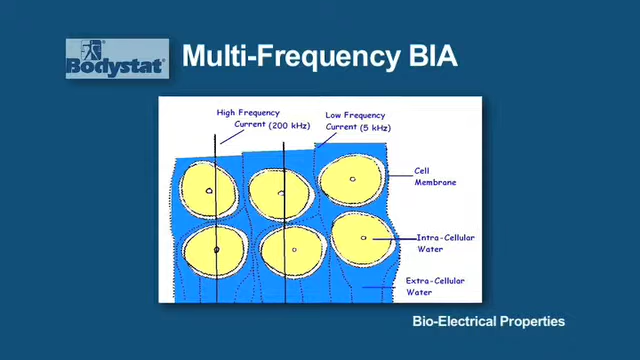 Bodystat®
Multi-Frequency BIA
High Frequency
Current (200 kHz)
Low Frequency
Current (5 kHz)
Cell
Membrane
Intra-Cellular
Water
Extra-Cellular
Water
Bio-Electrical Properties